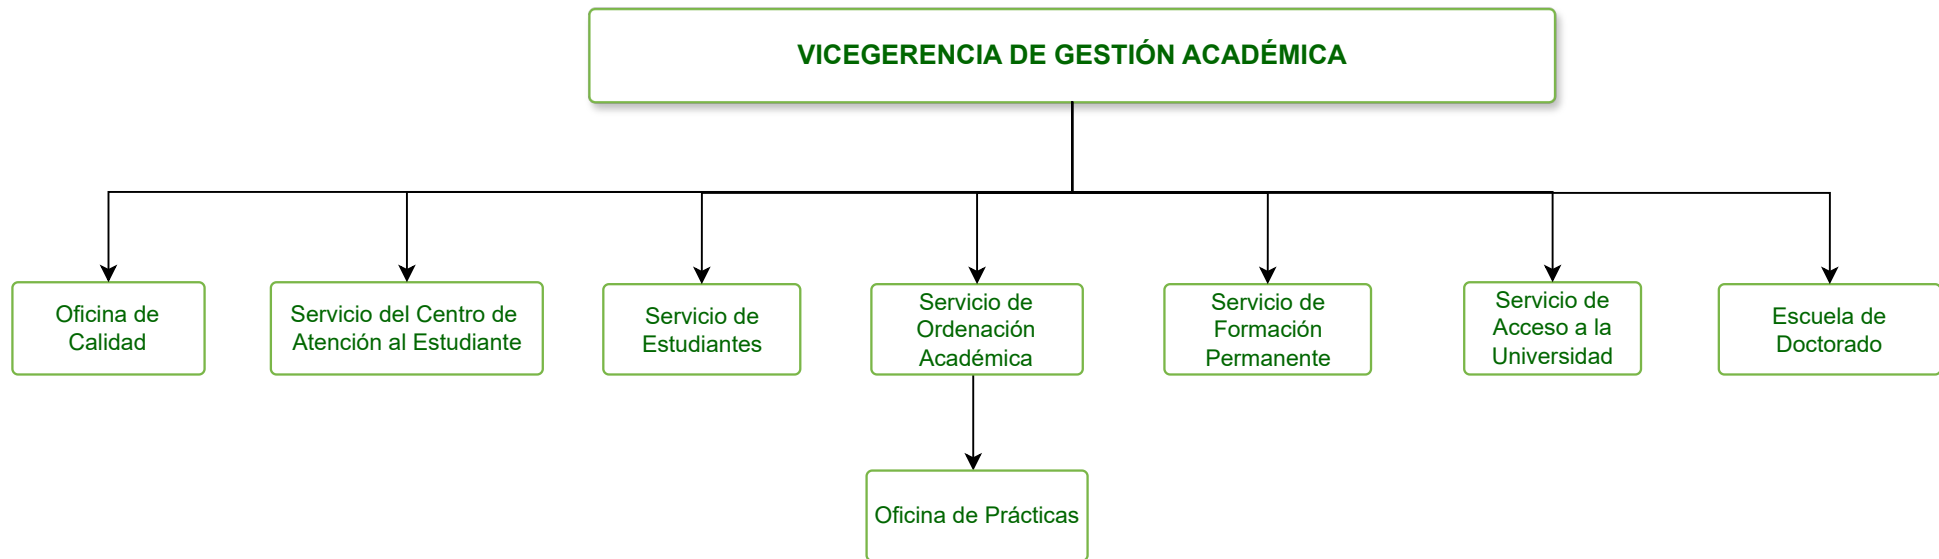 VICEGERENCIA DE GESTIÓN ACADÉMICA
Oficina de
Calidad
Servicio del Centro de
Atención al Estudiante
Servicio de
Estudiantes
Servicio de
Ordenación
Académica
Servicio de
Formación
Permanente
Servicio de
Acceso a la
Universidad
Escuela de
Doctorado
Oficina de Prácticas